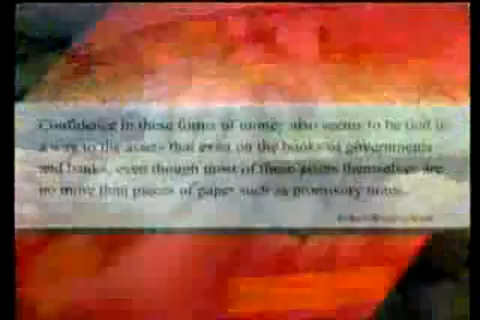 Confidence in these forms of money also seems to be tied in
a way to the assets that exist on the books of governments
and banks, even though most of these assets themselves are
no more than pieces of paper such as promissory notes.